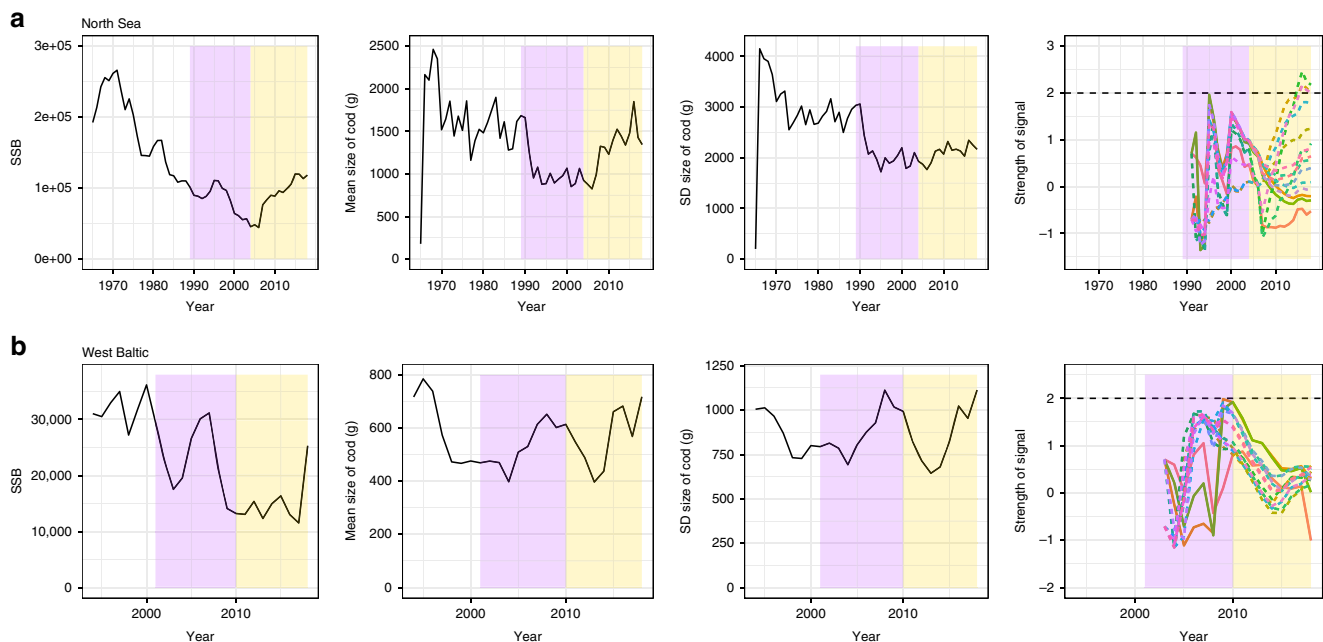 a
North Sea
SSB
3e+05
2e+05
1e+05
0e+00
1970 1980 1990 2000 2010
Year
Mean size of cod (g)
2500
2000
1500
1000
500
0
1970 1980 1990 2000 2010
Year
SD size of cod (g)
4000
3000
2000
1000
0
1970 1980 1990 2000 2010
Year
Strength of signal
3
2
1
0
−1
1970 1980 1990 2000 2010
Year
b
West Baltic
SSB
30,000
20,000
10,000
0
2000 2010
Year
Mean size of cod (g)
800
600
400
200
0
2000 2010
Year
SD size of cod (g)
1250
1000
750
500
250
0
2000 2010
Year
Strength of signal
2
1
0
−1
−2
2000 2010
Year